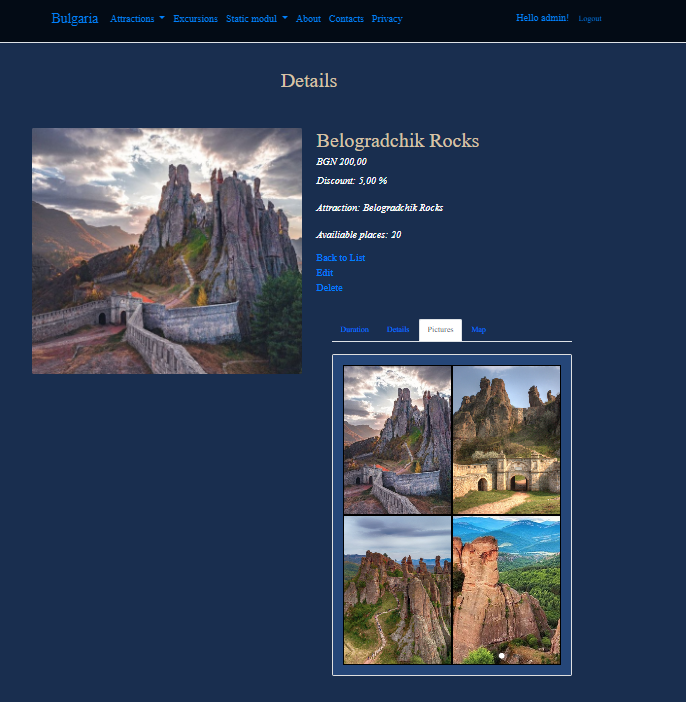 Bulgaria Attractions Excursions Static modul About Contacts Privacy Hello admin! Logout
Details
Belogradchik Rocks
BGN 200,00
Discount: 5,00 %
Attraction: Belogradchik Rocks
Availiable places: 20
Back to List
Edit
Delete
Duration Details Pictures Map